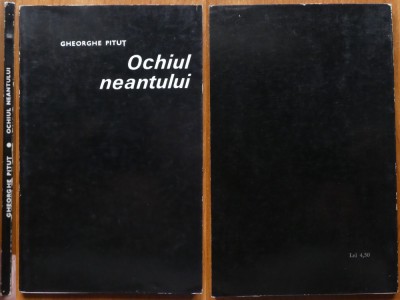 GHEORGHE PITUȚ ● OCHIUL NEANTULUI
GHEORGHE PITUȚ
Ochiul
neantului
Lei 4,50